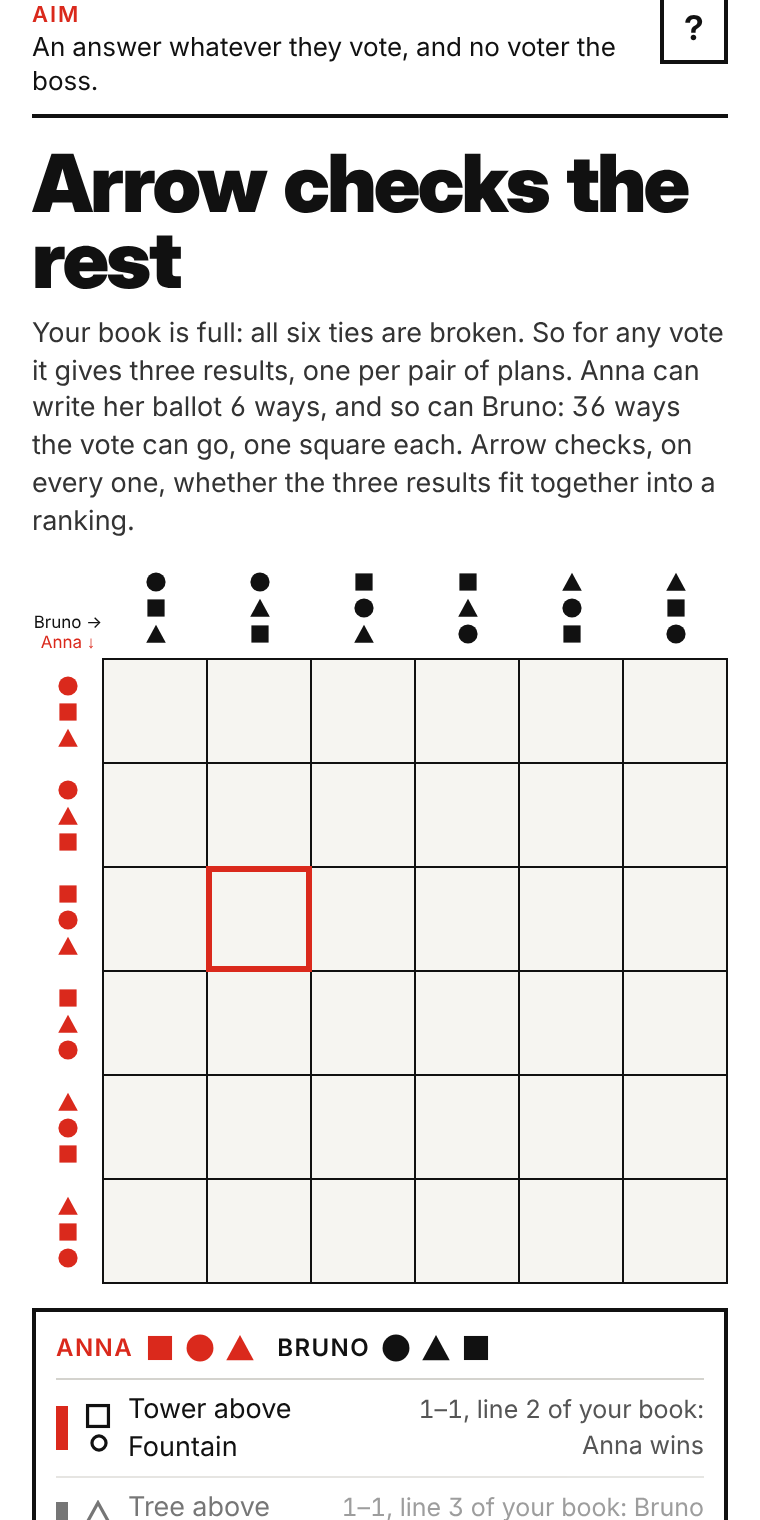 AIM
An answer whatever they vote, and no voter the
boss.
?
Arrow checks the
rest
Your book is full: all six ties are broken. So for any vote
it gives three results, one per pair of plans. Anna can
write her ballot 6 ways, and so can Bruno: 36 ways
the vote can go, one square each. Arrow checks, on
every one, whether the three results fit together into a
ranking.
Bruno →
Anna ↓
ANNA BRUNO
Tower above
Fountain
1–1, line 2 of your book:
Anna wins
Tree above
1–1, line 3 of your book: Bruno